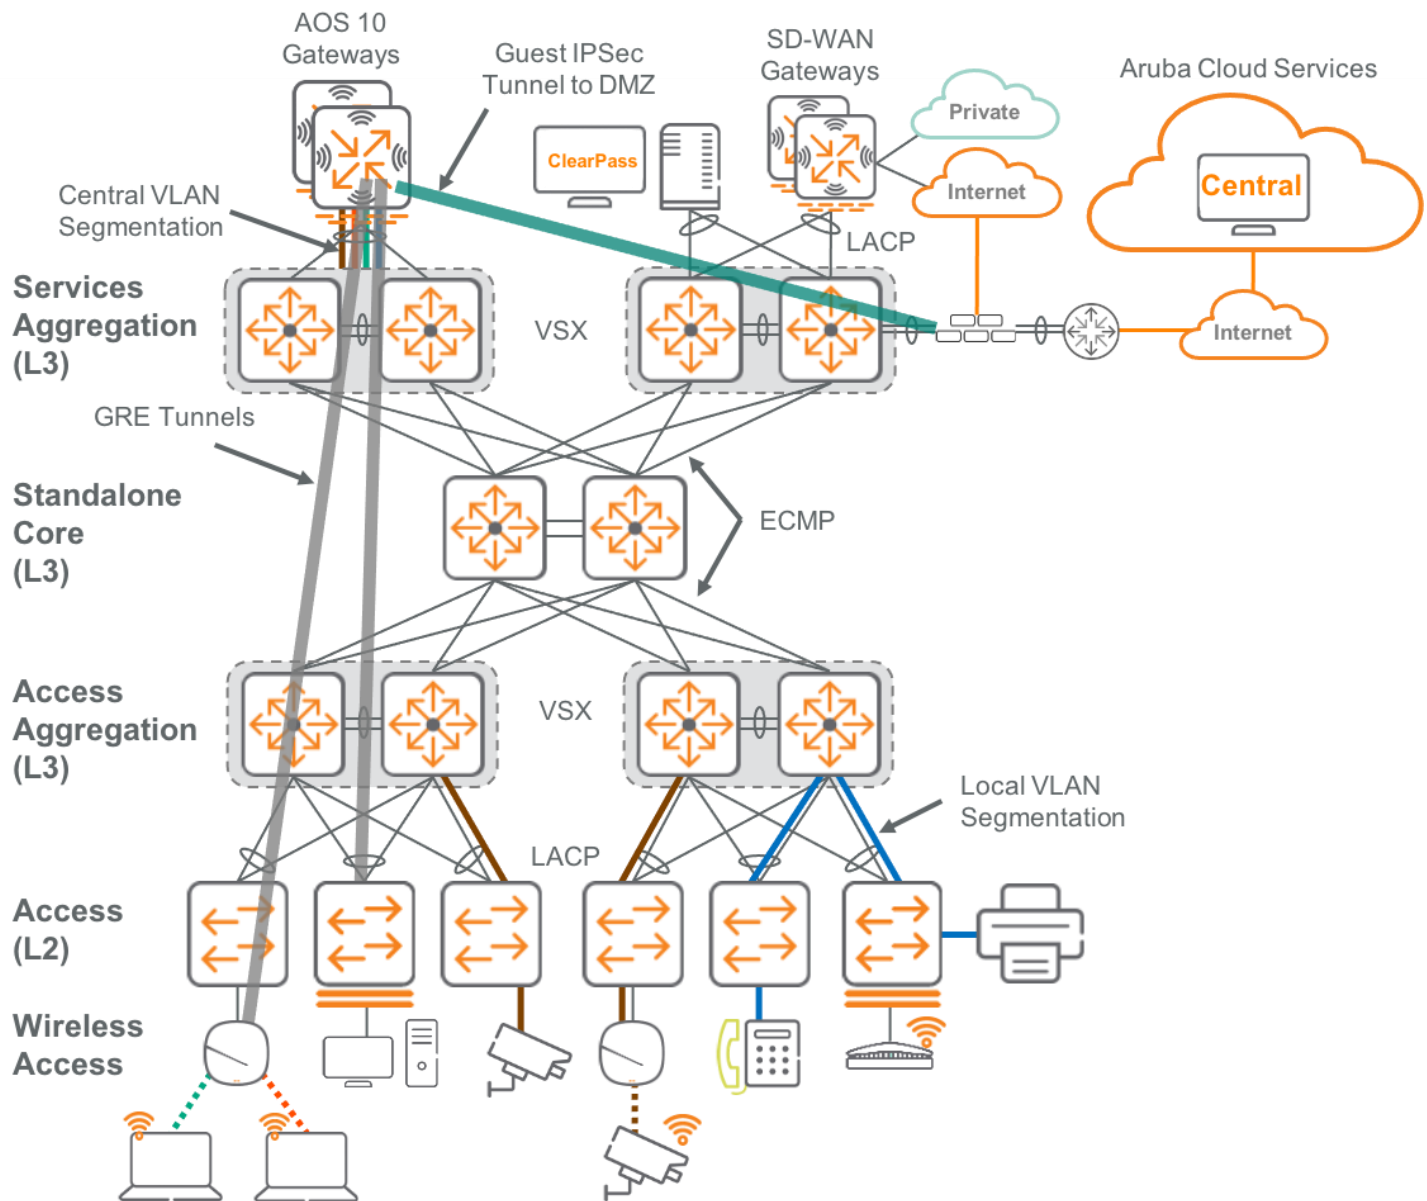 AOS 10
Gateways
Guest IPSec
Tunnel to DMZ
SD-WAN
Gateways
Aruba Cloud Services
Private
ClearPass
Internet
Central
Central VLAN
Segmentation
LACP
Services
Aggregation
(L3)
VSX
Internet
GRE Tunnels
Standalone
Core
(L3)
ECMP
Access
Aggregation
(L3)
VSX
Local VLAN
Segmentation
LACP
Access
(L2)
Wireless
Access